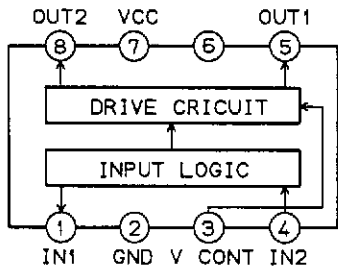 OUT2 VCC OUT1
8 7 6 5
DRIVE CRICUIT
INPUT LOGIC
1 2 3 4
IN1 GND V CONT IN2